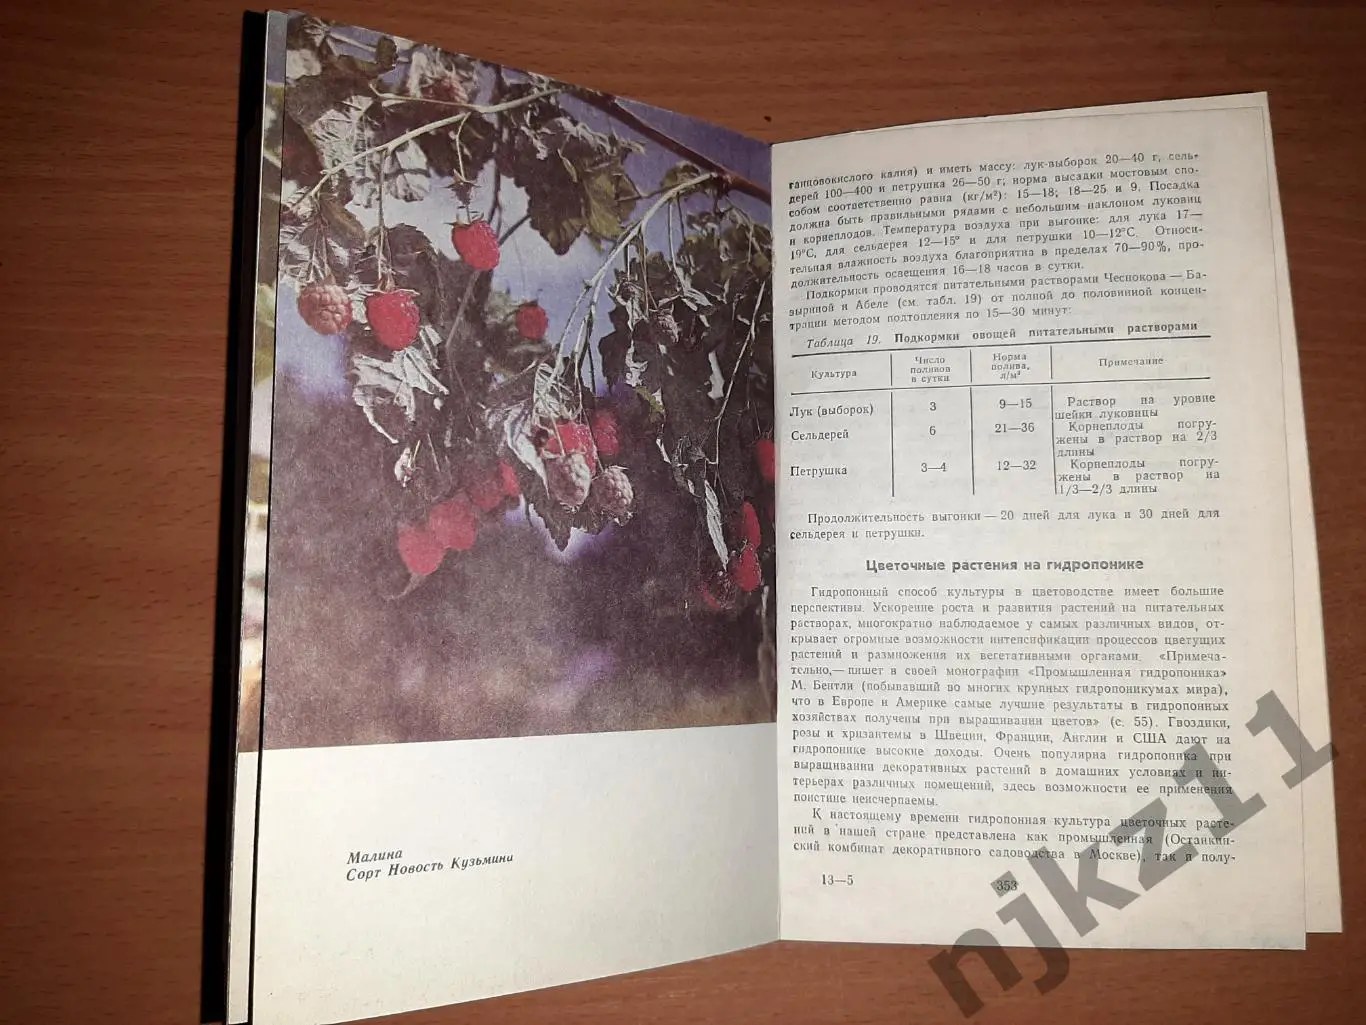 Малина
Сорт Новость Кузьмина
ганцовокислого калия) и иметь массу: лук-выборок 20—40 г, сель-
дерей 100—400 и петрушка 26—50 г; норма высадки мостовым спо-
собом соответственно равна (кг/м²): 15—18; 18—25 и 9. Посадка
должна быть правильными рядами с небольшим наклоном луковиц
и корнеплодов. Температура воздуха при выгонке: для лука 17—
19°С, для сельдерея 12—15° и для петрушки 10—12°С. Относи-
тельная влажность воздуха благоприятна в пределах 70—90%, про-
должительность освещения 16—18 часов в сутки.
Подкормки проводятся питательными растворами Чеснокова — Ба-
зыриной и Абеле (см. табл. 19) от полной до половинной концен-
трации методом подтопления по 15—30 минут:
Таблица 19. Подкормки овощей питательными растворами
Культура
Число поливов в сутки
Норма полива, л/м²
Примечание
Лук (выборок) 3 9—15 Раствор на уровне
шейки луковицы
Сельдерей 6 21—36 Корнеплоды погру-
жены в раствор на 2/3
длины
Петрушка 3—4 12—32 Корнеплоды погру-
жены в раствор на
1/3—2/3 длины
Продолжительность выгонки — 20 дней для лука и 30 дней для
сельдерея и петрушки.
Цветочные растения на гидропонике
Гидропонный способ культуры в цветоводстве имеет большие
перспективы. Ускорение роста и развития растений на питательных
растворах, многократно наблюдаемое у самых различных видов, от-
крывает огромные возможности интенсификации процессов цветущих
растений и размножения их вегетативными органами. «Примеча-
тельно,— пишет в своей монографии «Промышленная гидропоника»
М. Бентли (побывавший во многих крупных гидропоникумах мира),
что в Европе и Америке самые лучшие результаты в гидропонных
хозяйствах получены при выращивании цветов» (с. 55). Гвоздики,
розы и хризантемы в Швеции, Франции, Англии и США дают на
гидропонике высокие доходы. Очень популярна гидропоника при
выращивании декоративных растений в домашних условиях и ин-
терьерах различных помещений, здесь возможности ее применения
поистине неисчерпаемы.
К настоящему времени гидропонная культура цветочных расте-
ний в нашей стране представлена как промышленная (Останкин-
ский комбинат декоративного садоводства в Москве), так и полу-
13—5
353
njkz11